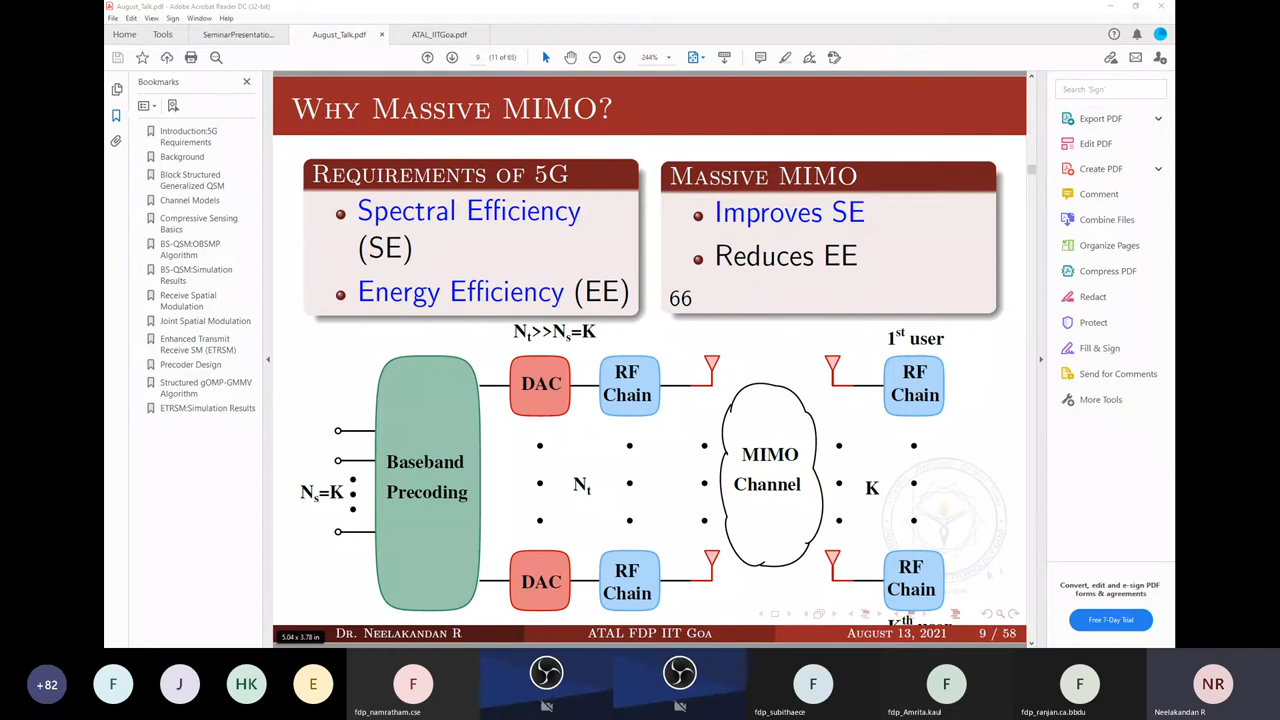 August_Talk.pdf - Adobe Acrobat Reader DC (32-bit)
File Edit View Sign Window Help
Home Tools SeminarPresentatio... August_Talk.pdf × ATAL_IITGoa.pdf
9 (11 of 65) 244%
Bookmarks
Introduction:5G
Requirements
Background
Block Structured
Generalized QSM
Channel Models
Compressive Sensing
Basics
BS-QSM:OBSMP
Algorithm
BS-QSM:Simulation
Results
Receive Spatial
Modulation
Joint Spatial Modulation
Enhanced Transmit
Receive SM (ETRSM)
Precoder Design
Structured gOMP-GMMV
Algorithm
ETRSM:Simulation Results
Why Massive MIMO?
Requirements of 5G
Spectral Efficiency
(SE)
Energy Efficiency (EE)
Massive MIMO
Improves SE
Reduces EE
66
Nt>>Ns=K
1st user
DAC
RF
Chain
RF
Chain
Baseband
Precoding
Ns=K
Nt
MIMO
Channel
K
DAC
RF
Chain
RF
Chain
Kth user
5.04 x 3.78 in
Dr. Neelakandan R ATAL FDP IIT Goa August 13, 2021 9 / 58
Search 'Sign'
Export PDF
Edit PDF
Create PDF
Comment
Combine Files
Organize Pages
Compress PDF
Redact
Protect
Fill & Sign
Send for Comments
More Tools
Convert, edit and e-sign PDF
forms & agreements
Free 7-Day Trial
+82 F J HK E F F F F NR
fdp_namratham.cse fdp_subithaece fdp_Amrita.kaul fdp_ranjan.ca.bbdu Neelakandan R